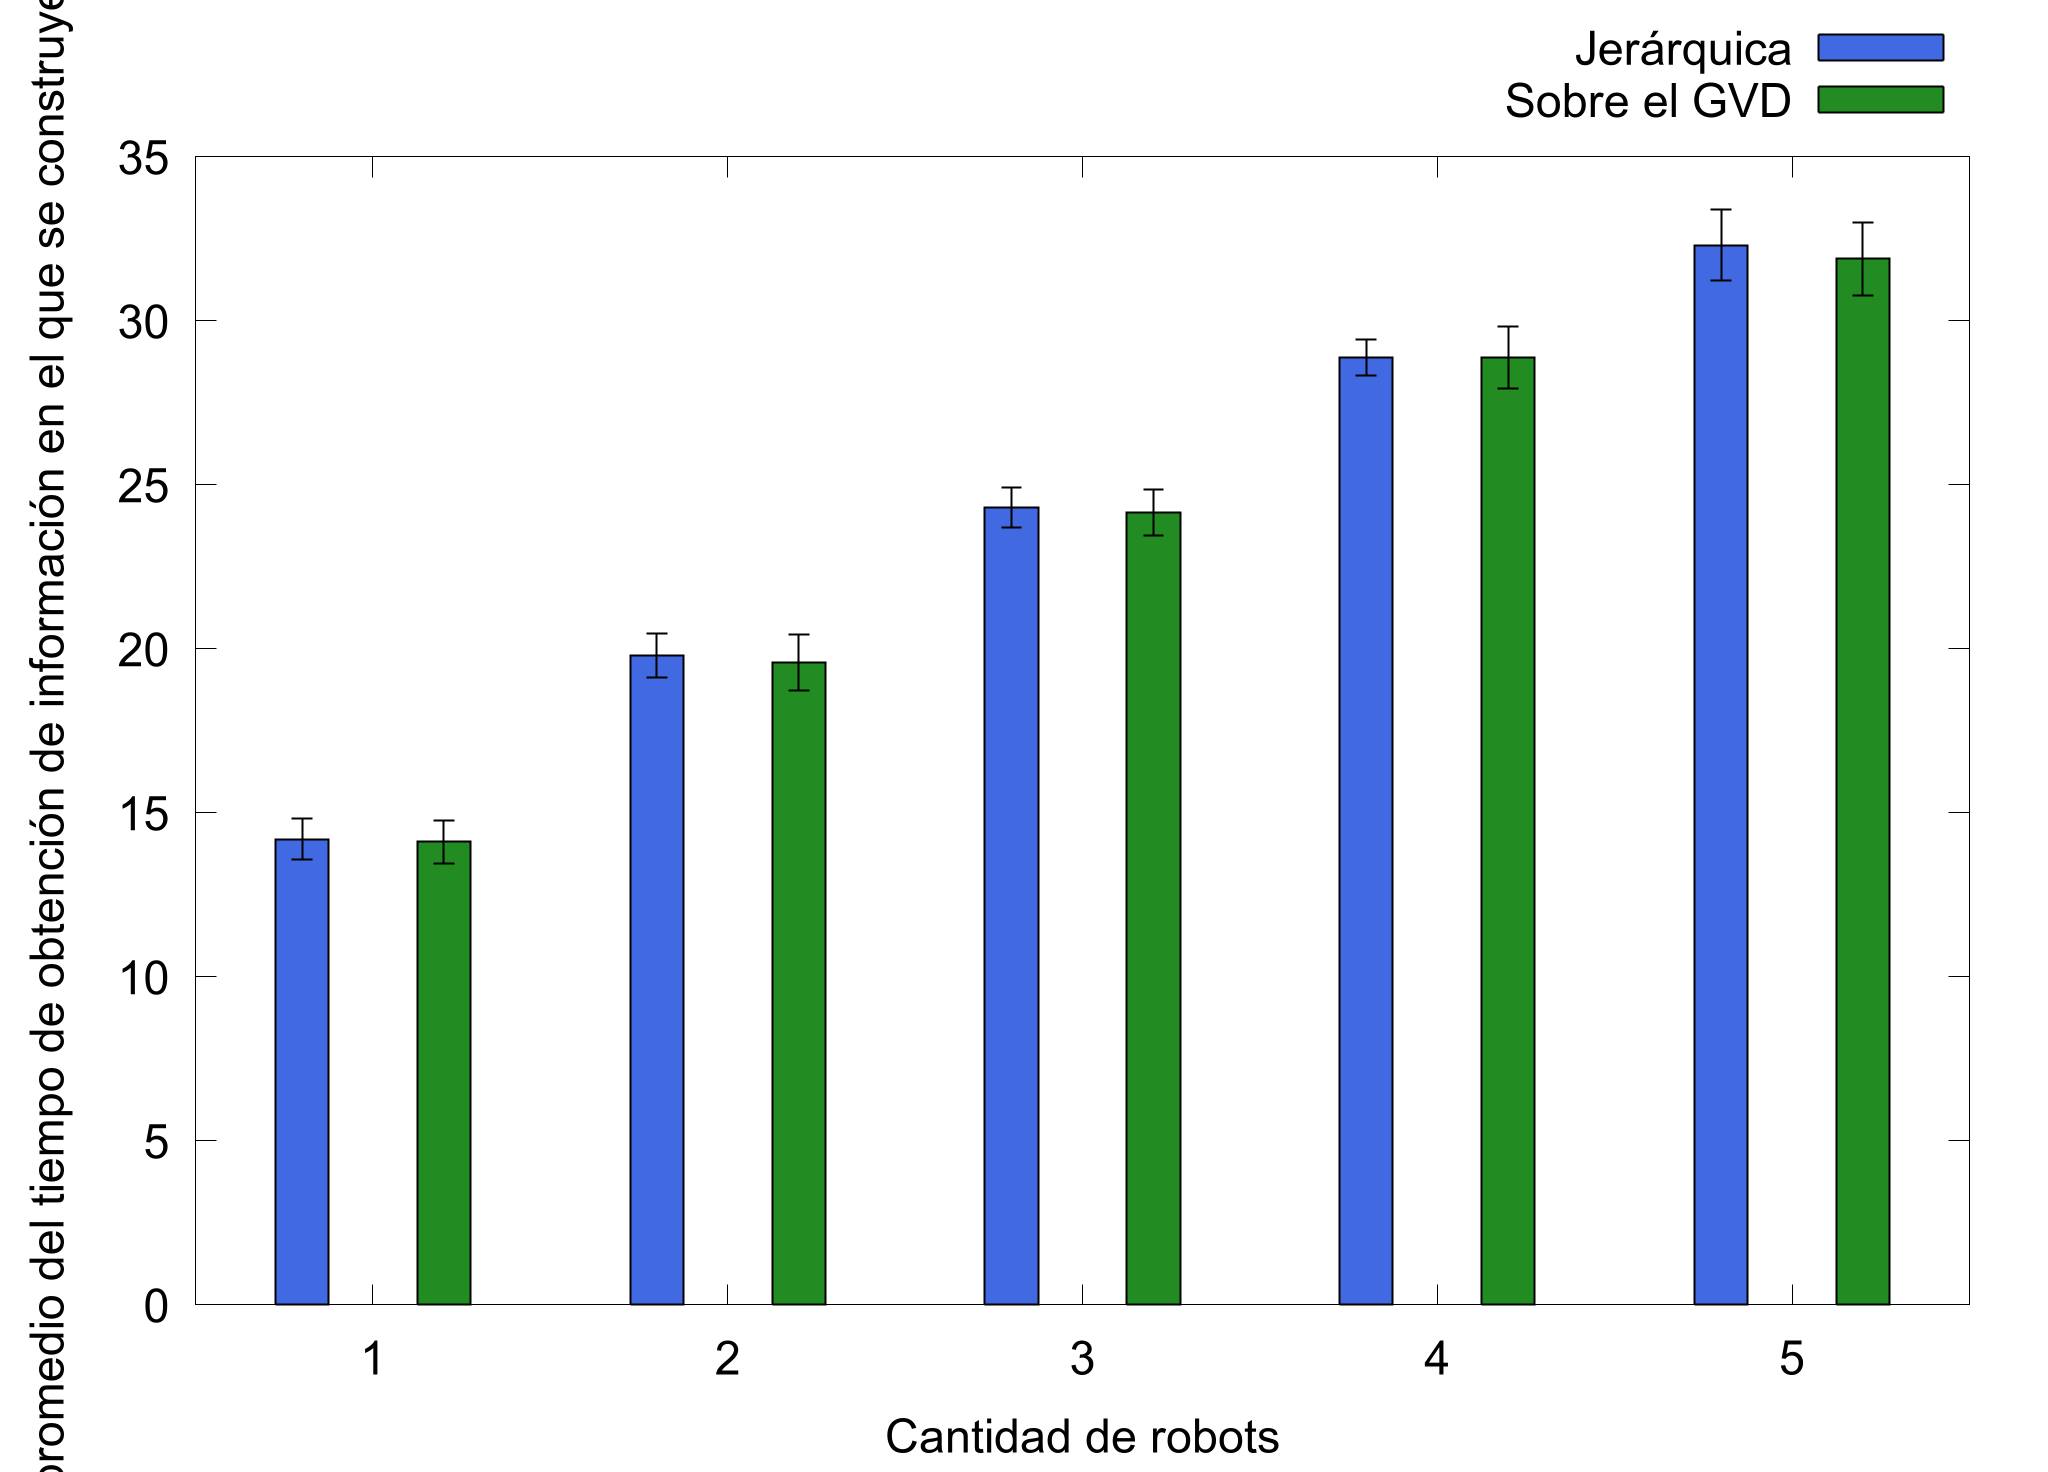 Jerárquica
Sobre el GVD
promedio del tiempo de obtención de información en el que se construye
35
30
25
20
15
10
5
0
1 2 3 4 5
Cantidad de robots